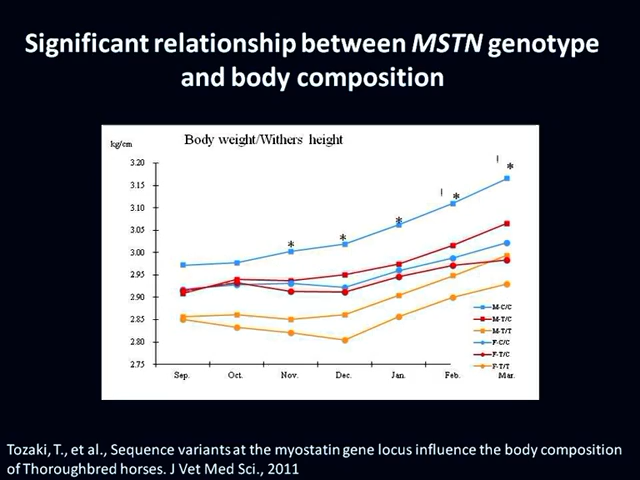 Significant relationship between MSTN genotype
and body composition
kg/cm
Body weight/Withers height
3.20
3.15
3.10
3.05
3.00
2.95
2.90
2.85
2.80
2.75
* * * * *
Sep. Oct. Nov. Dec. Jan. Feb. Mar.
M-C/C
M-T/C
M-T/T
F-C/C
F-T/C
F-T/T
Tozaki, T., et al., Sequence variants at the myostatin gene locus influence the body composition
of Thoroughbred horses. J Vet Med Sci., 2011